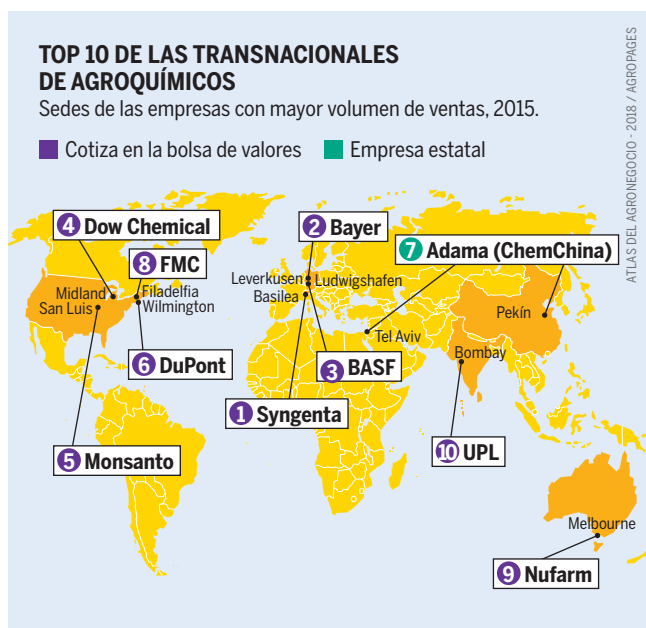 TOP 10 DE LAS TRANSNACIONALES
DE AGROQUÍMICOS
Sedes de las empresas con mayor volumen de ventas, 2015.
Cotiza en la bolsa de valores
Empresa estatal
ATLAS DEL AGRONEGOCIO - 2018 / AGROPAGES
4 Dow Chemical
2 Bayer
8 FMC
7 Adama (ChemChina)
Leverkusen
Ludwigshafen
Basilea
Midland
Filadelfia
San Luis
Wilmington
Pekín
Tel Aviv
Bombay
6 DuPont
3 BASF
1 Syngenta
5 Monsanto
10 UPL
Melbourne
9 Nufarm